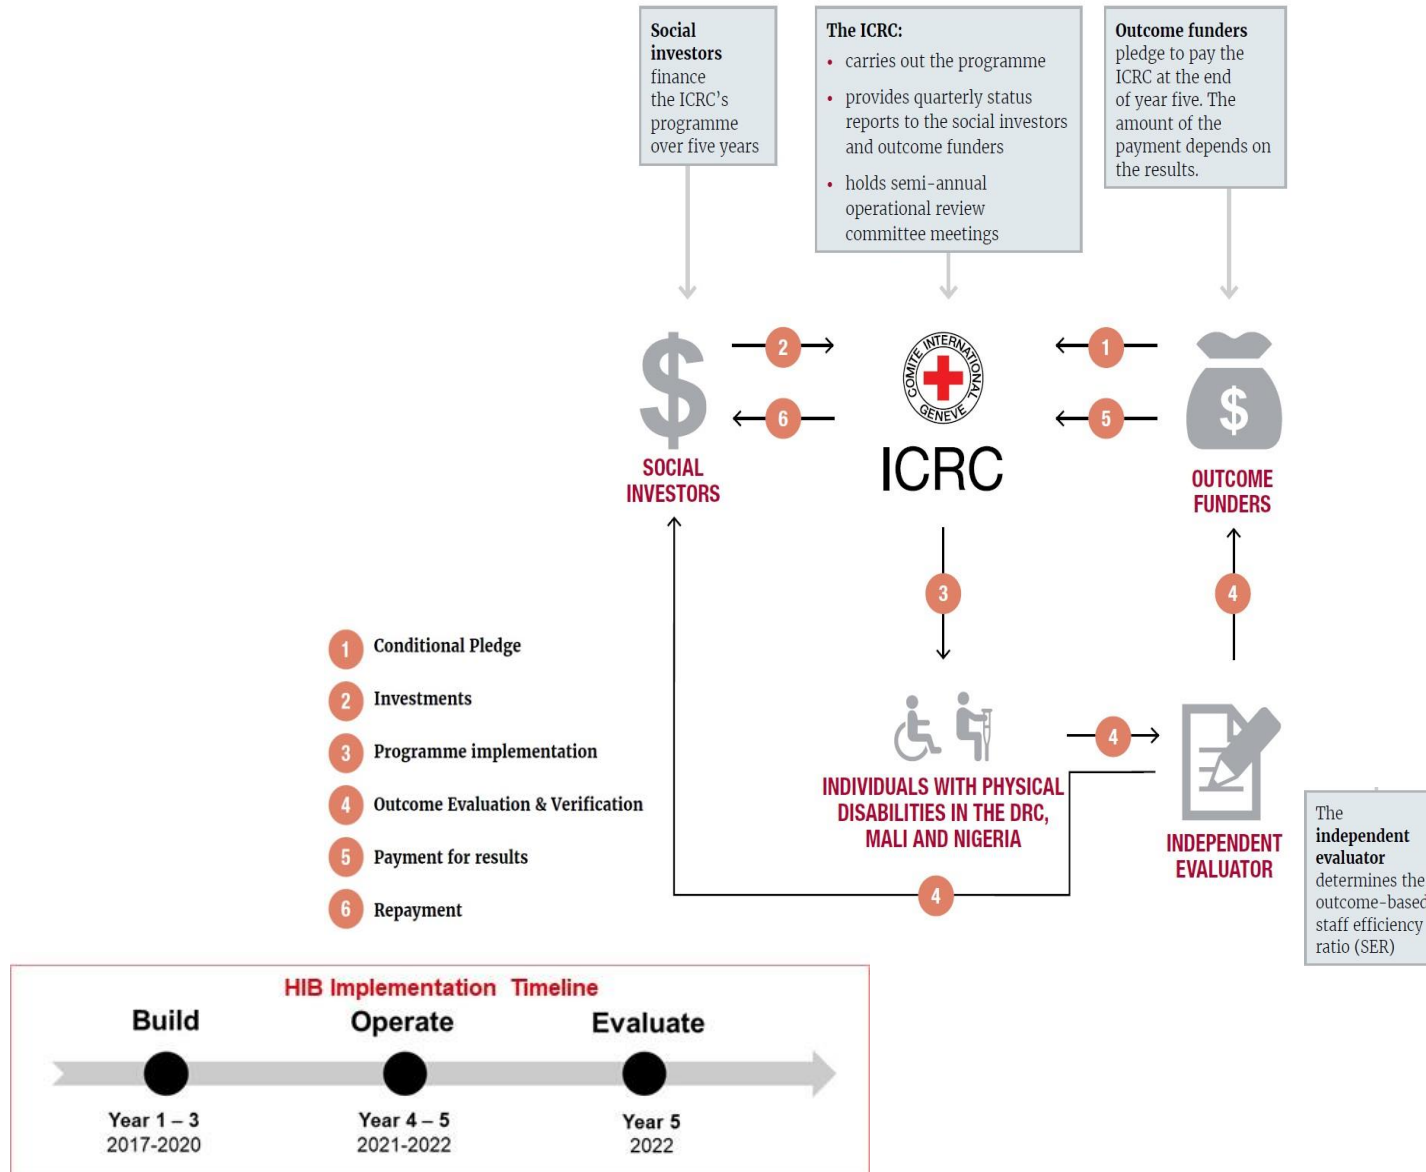 Social
investors
finance
the ICRC’s
programme
over five years
The ICRC:
• carries out the programme
• provides quarterly status
reports to the social investors
and outcome funders
• holds semi-annual
operational review
committee meetings
Outcome funders
pledge to pay the
ICRC at the end
of year five. The
amount of the
payment depends on
the results.
2
1
6
5
COMITE INTERNATIONAL
GENEVE
$
$
ICRC
SOCIAL
INVESTORS
OUTCOME
FUNDERS
3
4
1 Conditional Pledge
2 Investments
3 Programme implementation
4 Outcome Evaluation & Verification
5 Payment for results
6 Repayment
4
INDIVIDUALS WITH PHYSICAL
DISABILITIES IN THE DRC,
MALI AND NIGERIA
INDEPENDENT
EVALUATOR
4
The
independent
evaluator
determines the
outcome-based
staff efficiency
ratio (SER)
HIB Implementation Timeline
Build
Operate
Evaluate
Year 1 – 3
2017-2020
Year 4 – 5
2021-2022
Year 5
2022